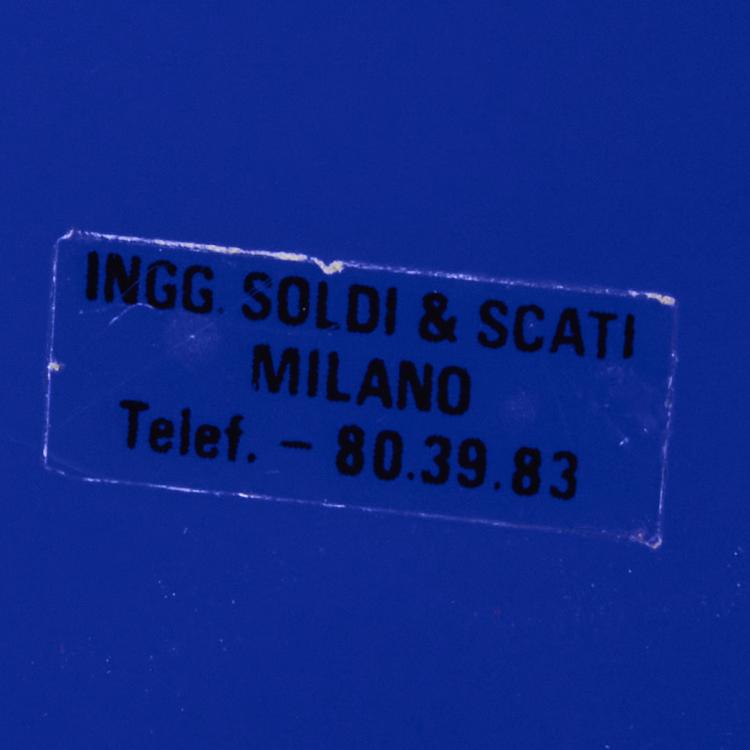 INGG. SOLDI & SCATI
MILANO
Telef. – 80.39.83